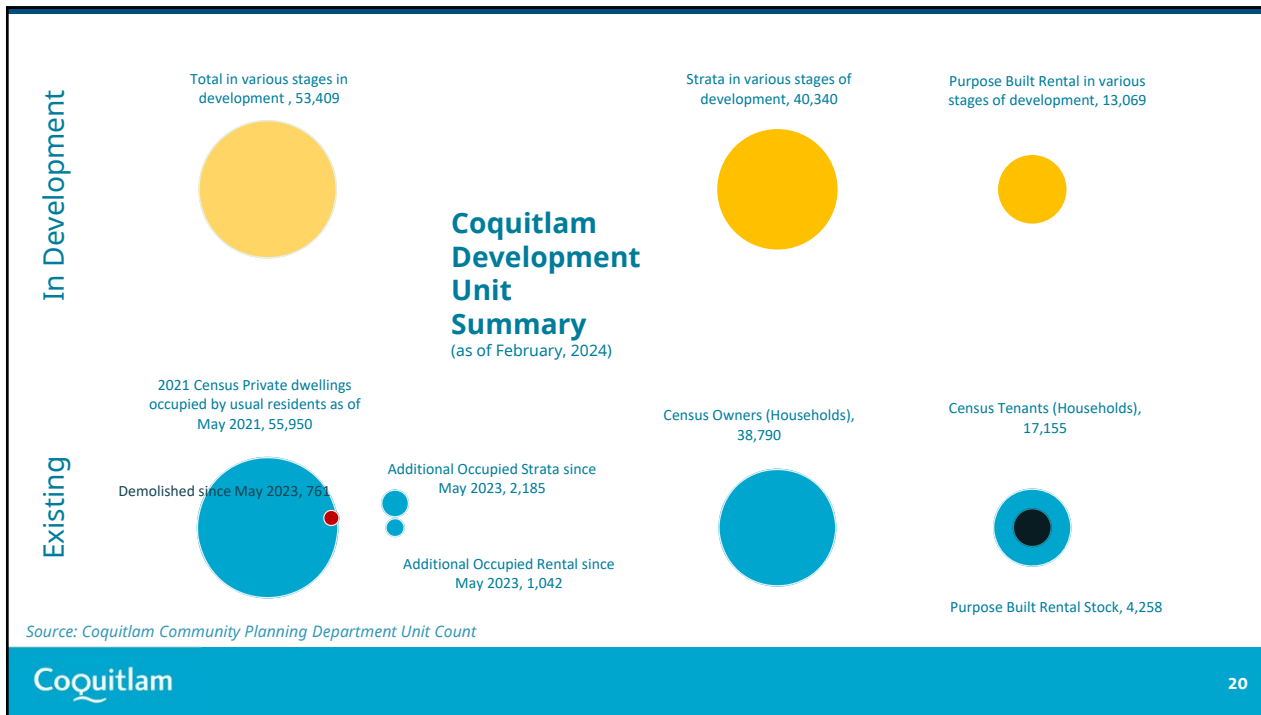 In Development
Total in various stages in
development , 53,409
Strata in various stages of
development, 40,340
Purpose Built Rental in various
stages of development, 13,069
Coquitlam
Development
Unit
Summary
(as of February, 2024)
Existing
2021 Census Private dwellings
occupied by usual residents as of
May 2021, 55,950
Demolished since May 2023, 761
Additional Occupied Strata since
May 2023, 2,185
Additional Occupied Rental since
May 2023, 1,042
Census Owners (Households),
38,790
Census Tenants (Households),
17,155
Purpose Built Rental Stock, 4,258
Source: Coquitlam Community Planning Department Unit Count
Coquitlam
20